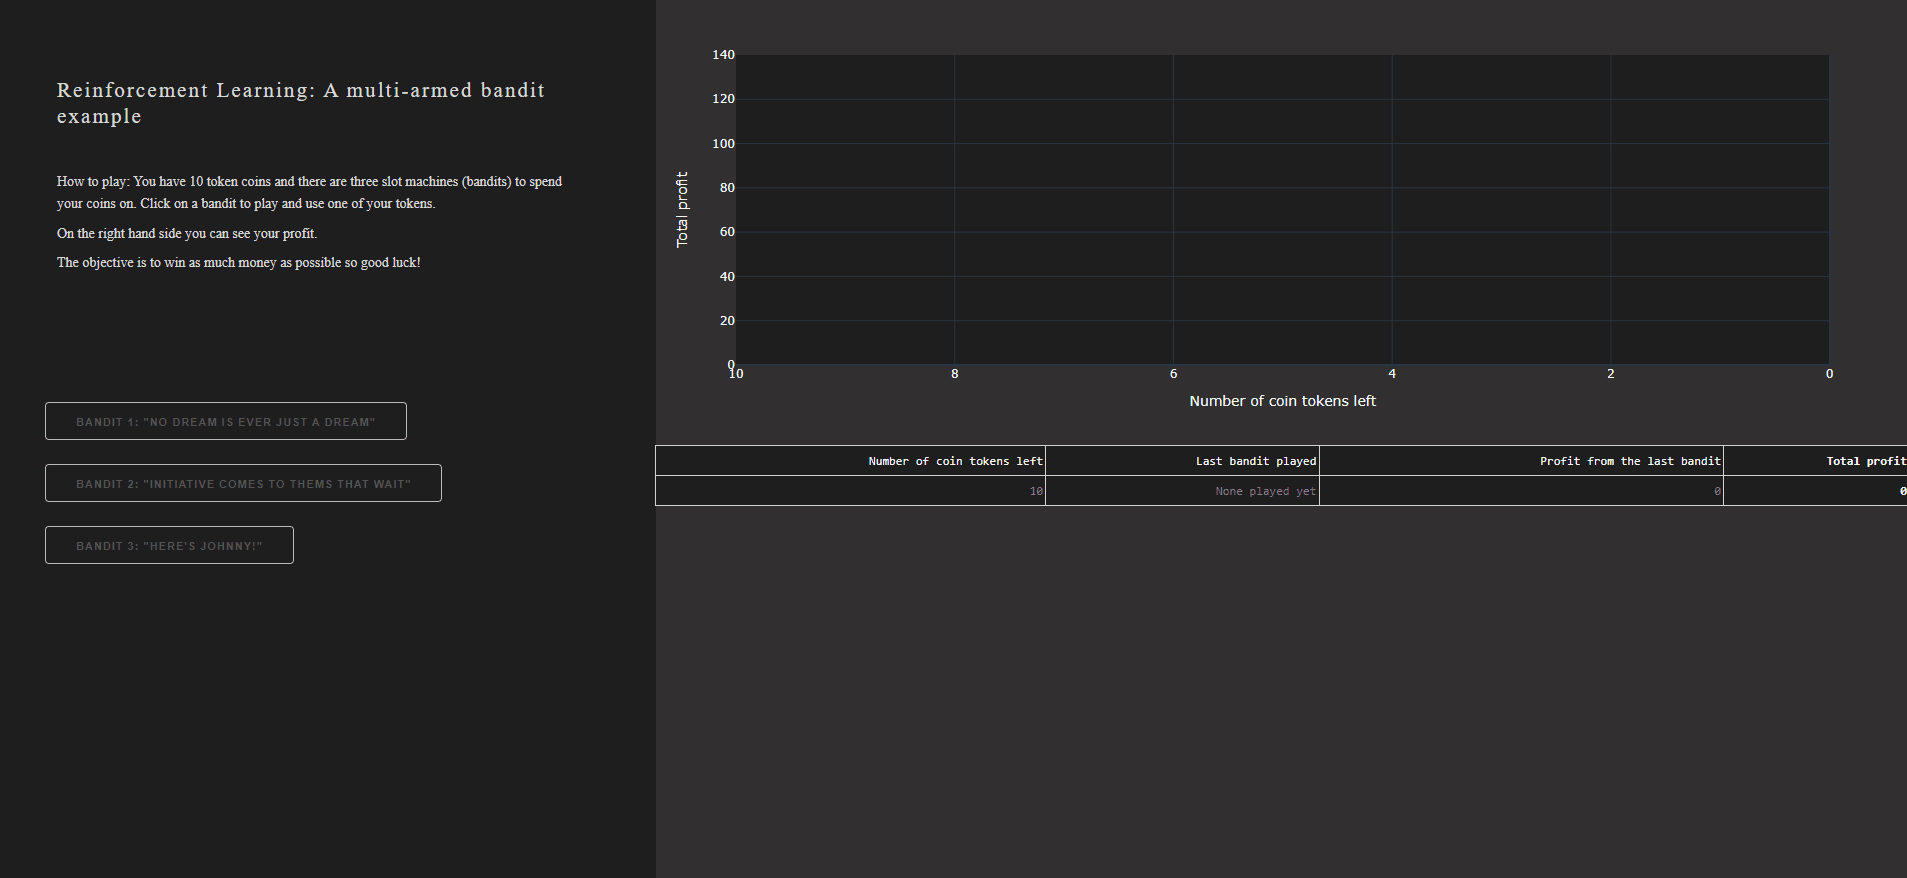 Reinforcement Learning: A multi-armed bandit
example
How to play: You have 10 token coins and there are three slot machines (bandits) to spend
your coins on. Click on a bandit to play and use one of your tokens.
On the right hand side you can see your profit.
The objective is to win as much money as possible so good luck!
BANDIT 1: "NO DREAM IS EVER JUST A DREAM"
BANDIT 2: "INITIATIVE COMES TO THEMS THAT WAIT"
BANDIT 3: "HERE'S JOHNNY!"
140
120
100
80
60
40
20
0
Total profit
10 8 6 4 2 0
Number of coin tokens left
Number of coin tokens left Last bandit played Profit from the last bandit Total profit
10 None played yet 0 0